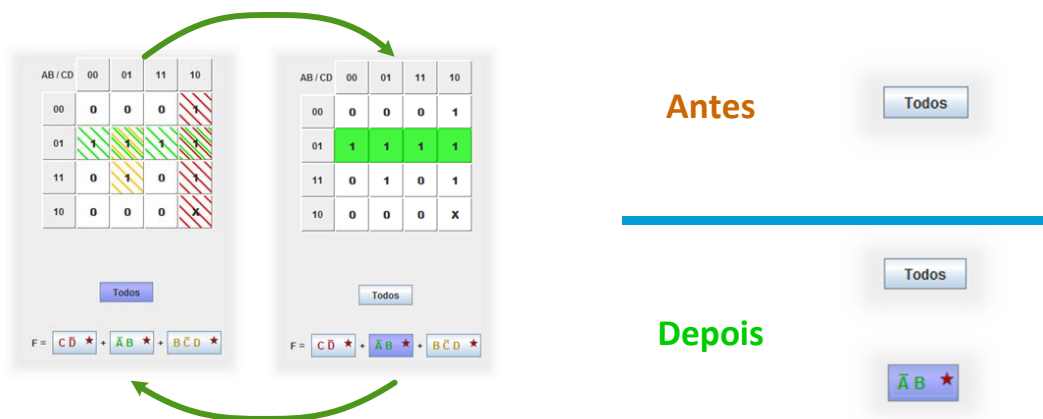 AB / CD 00 01 11 10
00 0 0 0 1
01 1 1 1 1
11 0 1 0 1
10 0 0 0 X
Todos
F = C D̅ ★ + A̅ B ★ + B C̅ D ★
AB / CD 00 01 11 10
00 0 0 0 1
01 1 1 1 1
11 0 1 0 1
10 0 0 0 X
Todos
F = C D̅ ★ + A̅ B ★ + B C̅ D ★
Antes
Todos
Depois
Todos
A̅ B ★